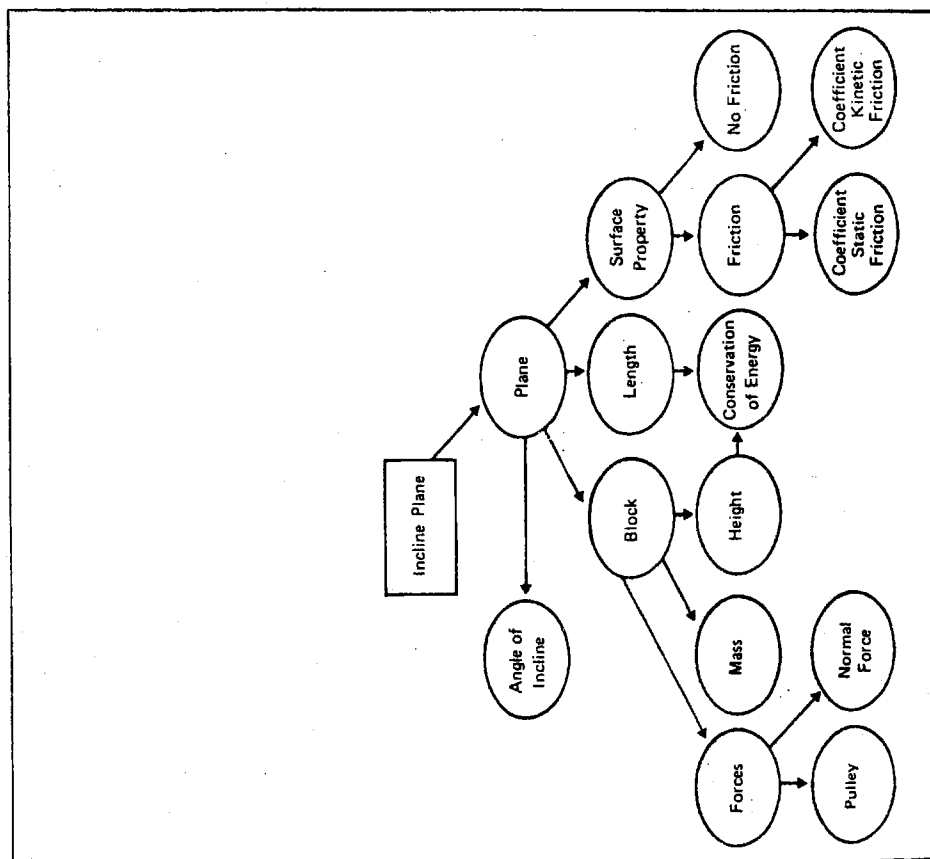 Incline Plane
Angle of
Incline
Plane
Block
Length
Surface
Property
Forces
Mass
Height
Conservation
of Energy
Friction
No Friction
Pulley
Normal
Force
Coefficient
Static
Friction
Coefficient
Kinetic
Friction